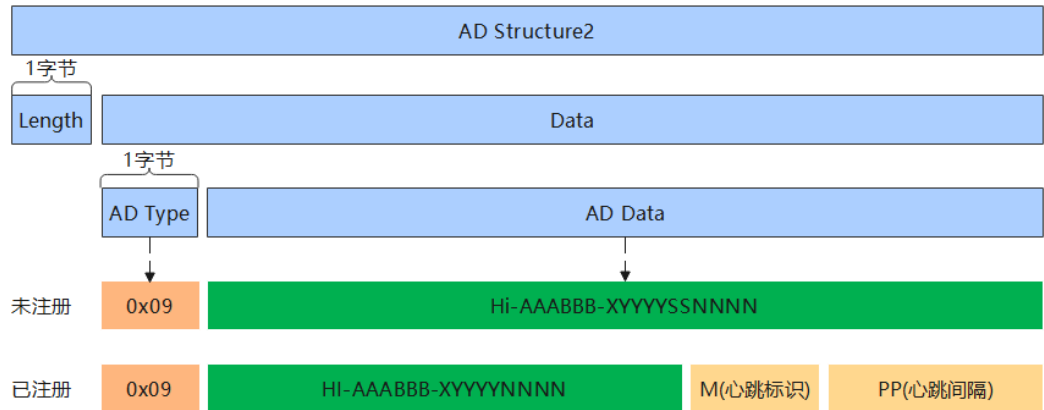 AD Structure2
1字节
Length Data
1字节
AD Type AD Data
未注册 0x09 Hi-AAABBB-XYYYYSSNNNN
已注册 0x09 HI-AAABBB-XYYYYNNNN M(心跳标识) PP(心跳间隔)